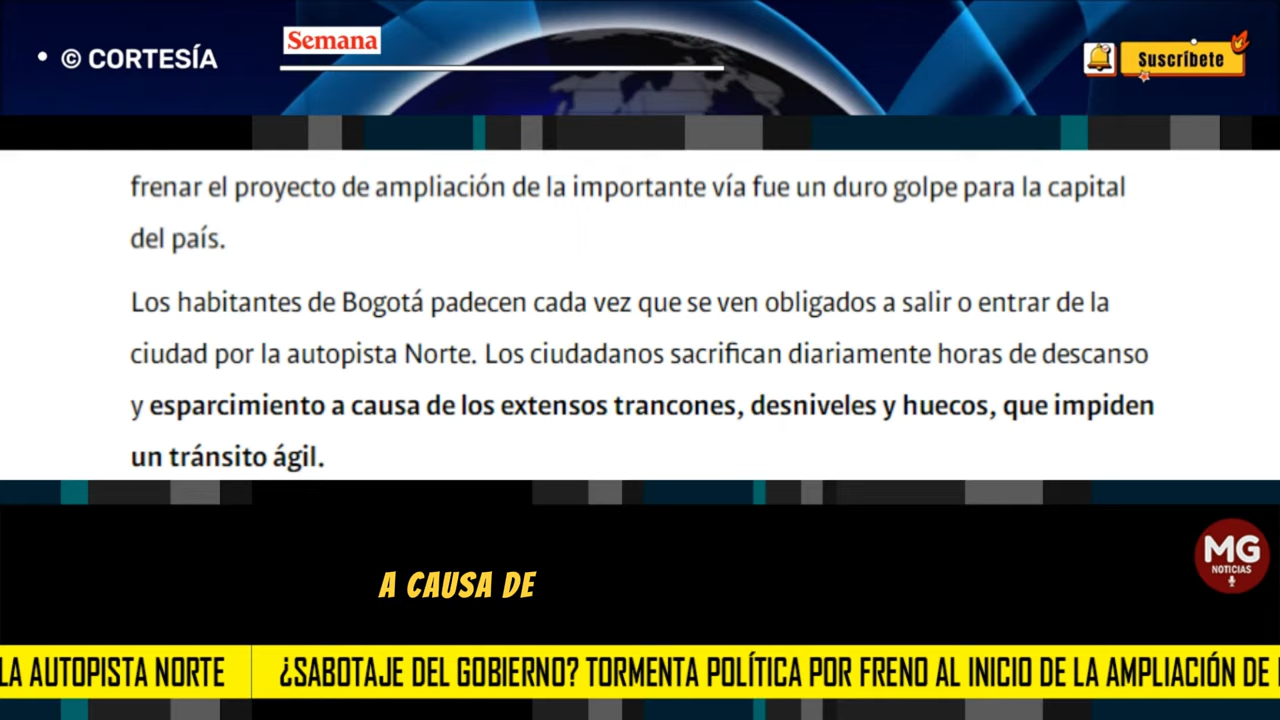 • © CORTESÍA
Semana
Suscríbete
frenar el proyecto de ampliación de la importante vía fue un duro golpe para la capital
del país.
Los habitantes de Bogotá padecen cada vez que se ven obligados a salir o entrar de la
ciudad por la autopista Norte. Los ciudadanos sacrifican diariamente horas de descanso
y esparcimiento a causa de los extensos trancones, desniveles y huecos, que impiden
un tránsito ágil.
MG
NOTICIAS
A CAUSA DE
LA AUTOPISTA NORTE
¿SABOTAJE DEL GOBIERNO? TORMENTA POLÍTICA POR FRENO AL INICIO DE LA AMPLIACIÓN DE